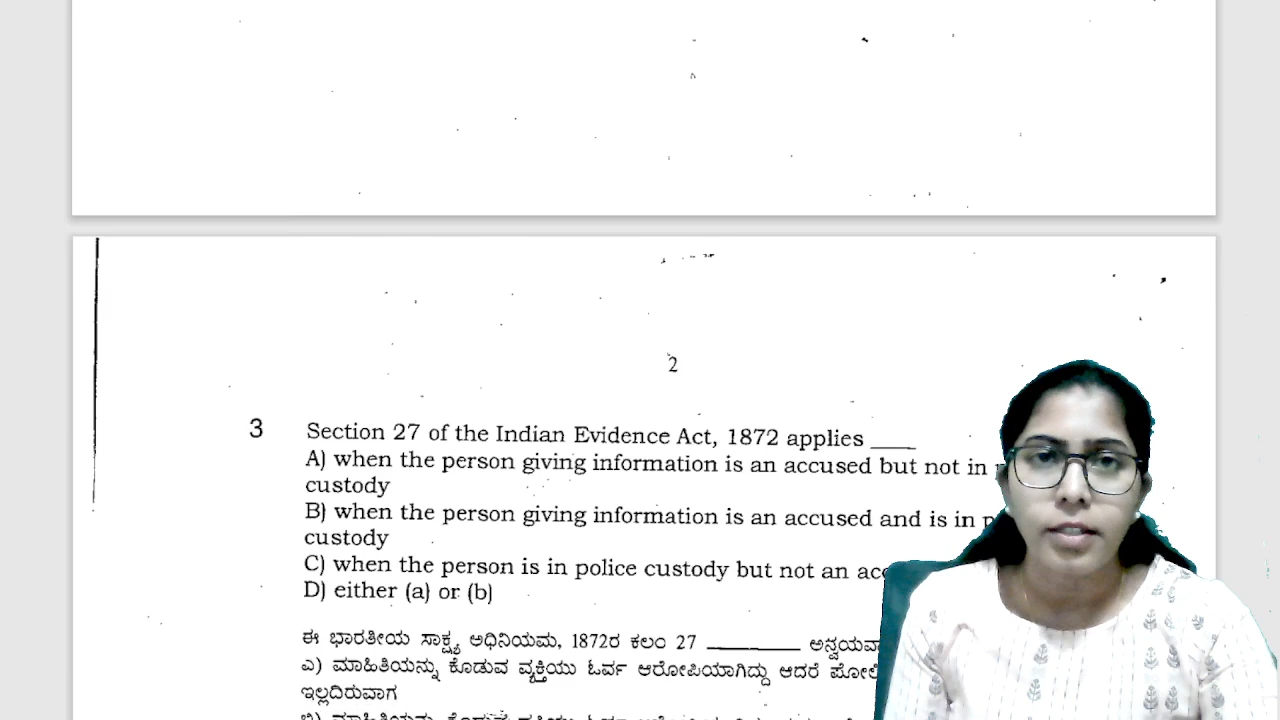 2
3 Section 27 of the Indian Evidence Act, 1872 applies ____
A) when the person giving information is an accused but not in
custody
B) when the person giving information is an accused and is in
custody
C) when the person is in police custody but not an
D) either (a) or (b)
ಈ ಭಾರತೀಯ ಸಾಕ್ಷ್ಯ ಅಧಿನಿಯಮ, 1872ರ ಕಲಂ 27 ________
ಎ) ಮಾಹಿತಿಯನ್ನು ಕೊಡುವ ವ್ಯಕ್ತಿಯು ಓರ್ವ ಆರೋಪಿಯಾಗಿದ್ದು ಆದರೆ
ಇಲ್ಲದಿರುವಾಗ